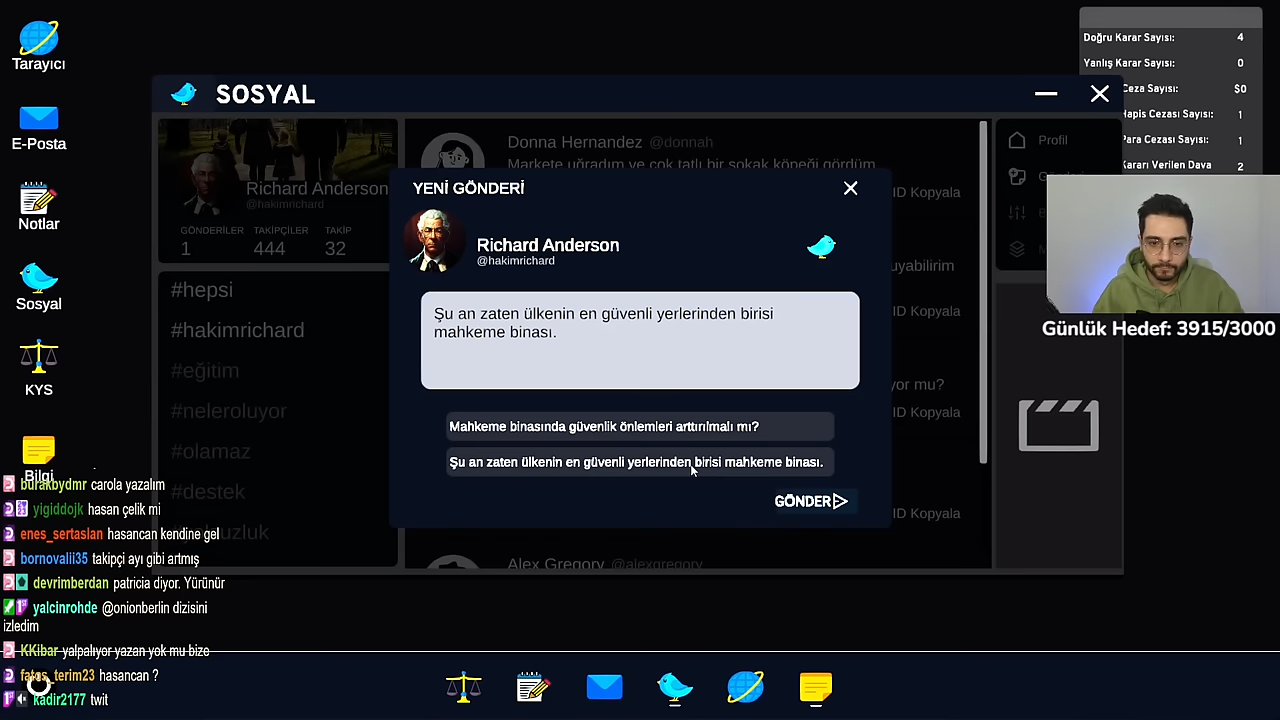 Tarayıcı
E-Posta
Notlar
Sosyal
KYS
Bilgi
SOSYAL
Doğru Karar Sayısı: 4
Yanlış Karar Sayısı: 0
Ceza Sayısı: $0
Hapis Cezası Sayısı: 1
Para Cezası Sayısı: 1
Kararı Verilen Dava 2
Richard Anderson
@hakimrichard
GÖNDERİLER TAKİPÇİLER TAKİP
1 444 32
#hepsi
#hakimrichard
#eğitim
#neleroluyor
#olamaz
#destek
Donna Hernandez @donnah
Markete uğradım ve çok tatlı bir sokak köpeği gördüm
ID Kopyala
uyabilirim
ID Kopyala
yor mu?
ID Kopyala
ID Kopyala
Alex Gregory @alexgregory
Profil
YENİ GÖNDERİ
Richard Anderson
@hakimrichard
Şu an zaten ülkenin en güvenli yerlerinden birisi
mahkeme binası.
Mahkeme binasında güvenlik önlemleri arttırılmalı mı?
Şu an zaten ülkenin en güvenli yerlerinden birisi mahkeme binası.
GÖNDER
Günlük Hedef: 3915/3000
burakbydmr carola yazalım
yigiddojk hasan çelik mi
enes_sertaslan hasancan kendine gel
bornovalii35 takipçi ayı gibi artmış
devrimberdan patricia diyor. Yürünür
yalcinrohde @onionberlin dizisini
izledim
KKibar yalpalıyor yazan yok mu bize
fatos_terim23 hasancan ?
kadir2177 twit